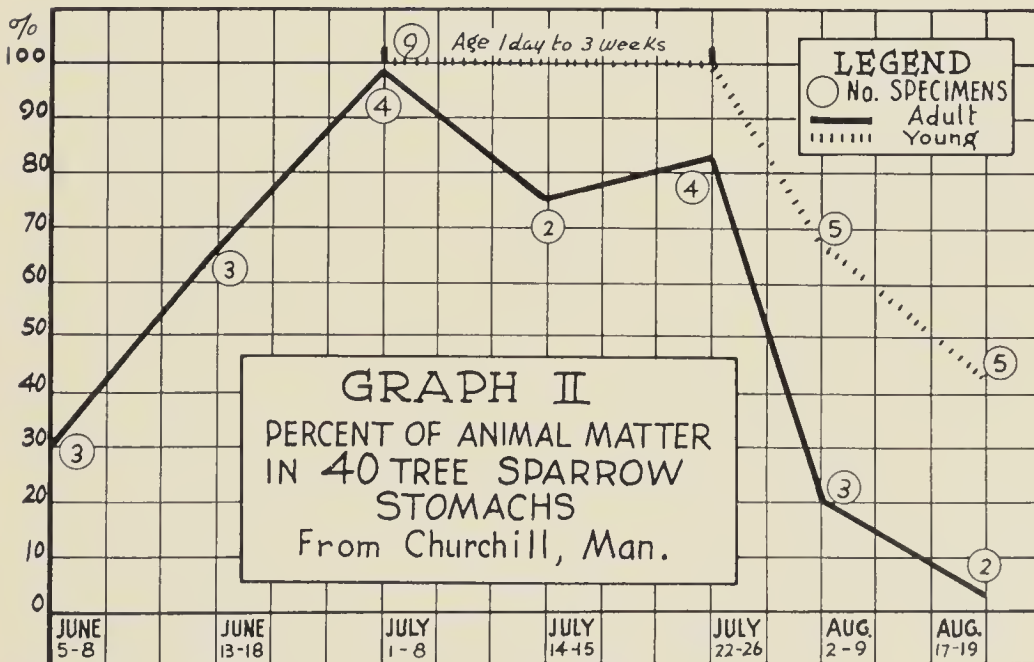 %
100
90
80
70
60
50
40
30
20
10
0
9
Age 1 day to 3 weeks
4
3
3
2
4
5
5
3
2
LEGEND
No. SPECIMENS
Adult
Young
GRAPH II
PERCENT OF ANIMAL MATTER
IN 40 TREE SPARROW
STOMACHS
From Churchill, Man.
JUNE
5-8
JUNE
13-18
JULY
1-8
JULY
14-15
JULY
22-26
AUG.
2-9
AUG.
17-19